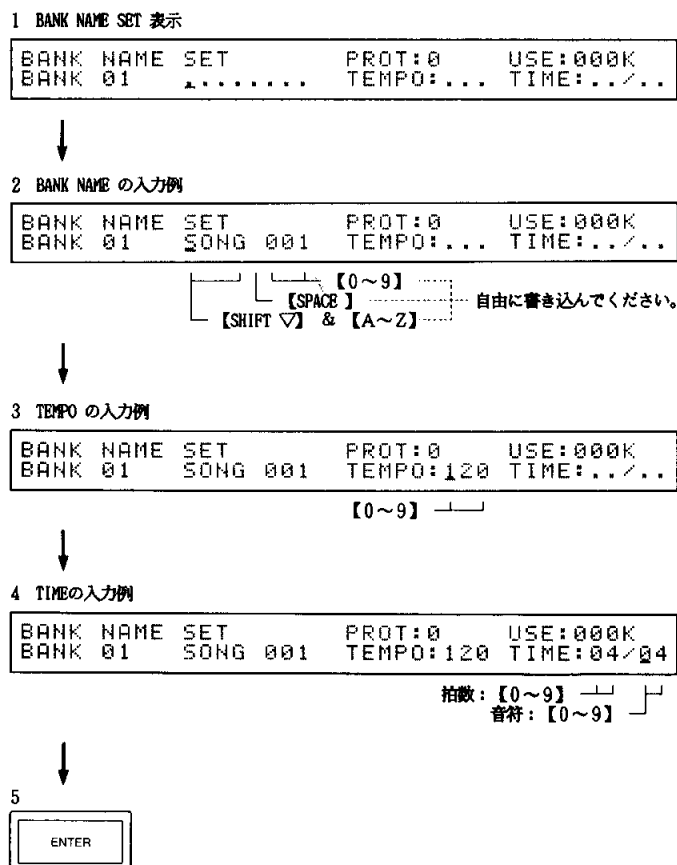 1 BANK NAME SET 表示
BANK NAME SET PROT:0 USE:000K
BANK 01 ........ TEMPO:... TIME:../..
2 BANK NAME の入力例
BANK NAME SET PROT:0 USE:000K
BANK 01 SONG 001 TEMPO:... TIME:../..
【0～9】
【SPACE 】 自由に書き込んでください。
【SHIFT ▽】 & 【A～Z】
3 TEMPO の入力例
BANK NAME SET PROT:0 USE:000K
BANK 01 SONG 001 TEMPO:120 TIME:../..
【0～9】
4 TIMEの入力例
BANK NAME SET PROT:0 USE:000K
BANK 01 SONG 001 TEMPO:120 TIME:04/04
拍数：【0～9】
音符：【0～9】
5
ENTER